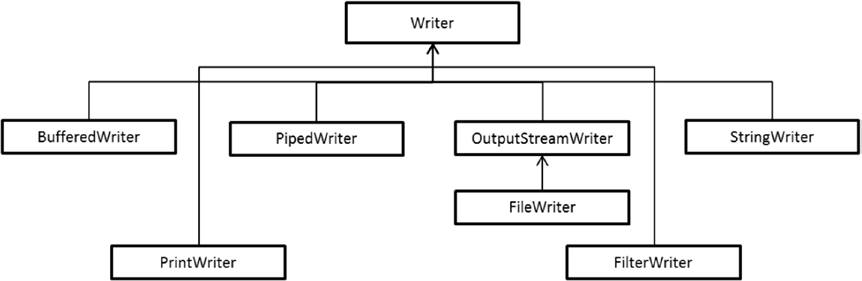 Writer
BufferedWriter
PipedWriter
OutputStreamWriter
StringWriter
FileWriter
PrintWriter
FilterWriter